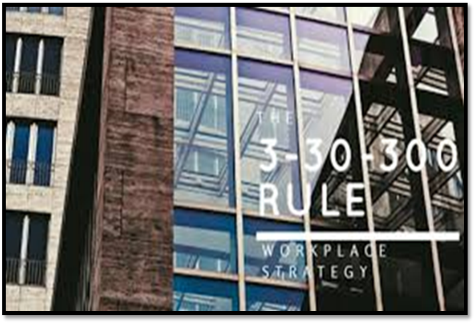 THE
3-30-300
RULE
WORKPLACE
STRATEGY